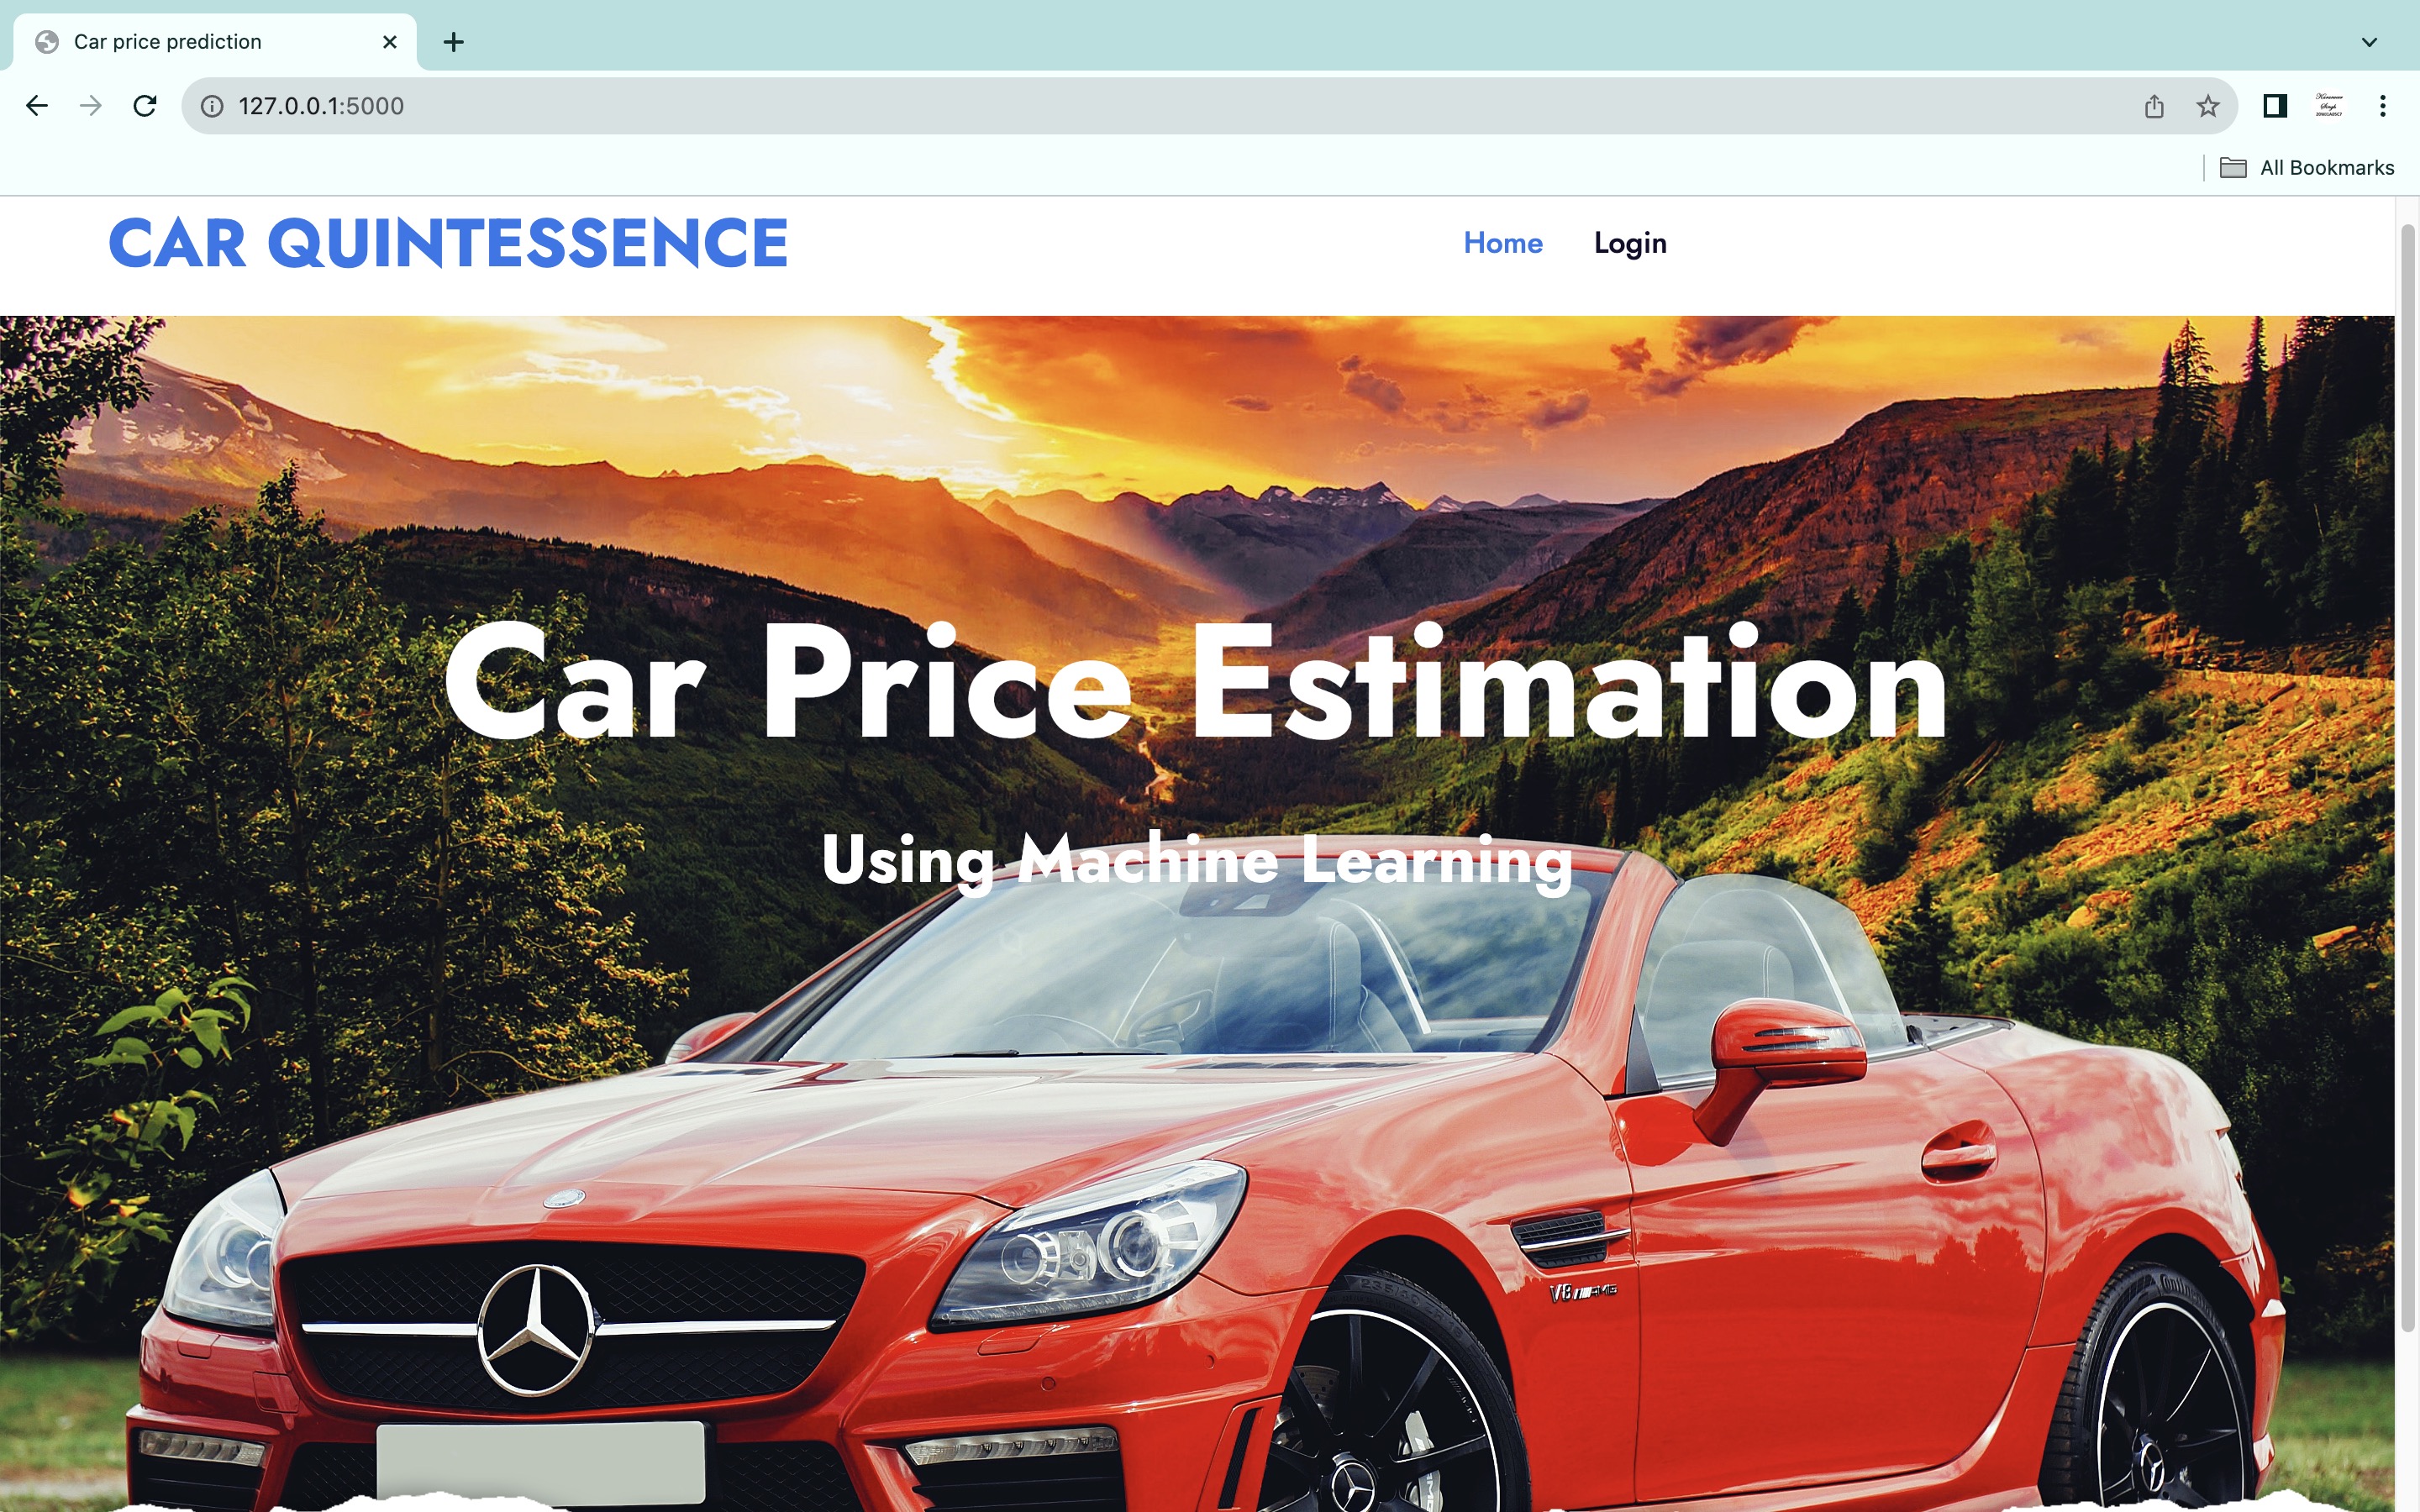 Car price prediction
127.0.0.1:5000
All Bookmarks
CAR QUINTESSENCE
Home
Login
Car Price Estimation
Using Machine Learning
V8 AMG